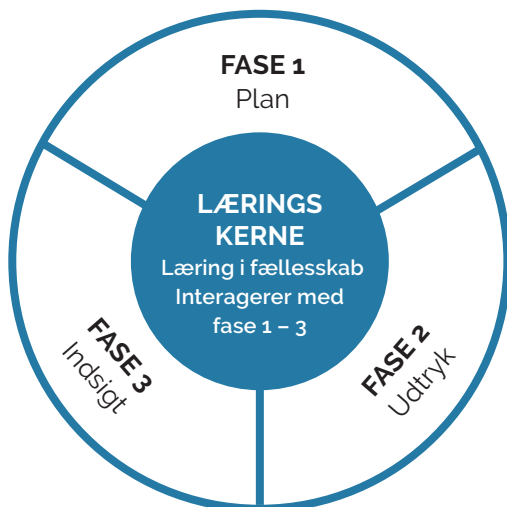 FASE 1
Plan
LÆRINGS
KERNE
Læring i fællesskab
Interagerer med
fase 1 – 3
FASE 2
Udtryk
FASE 3
Indsigt